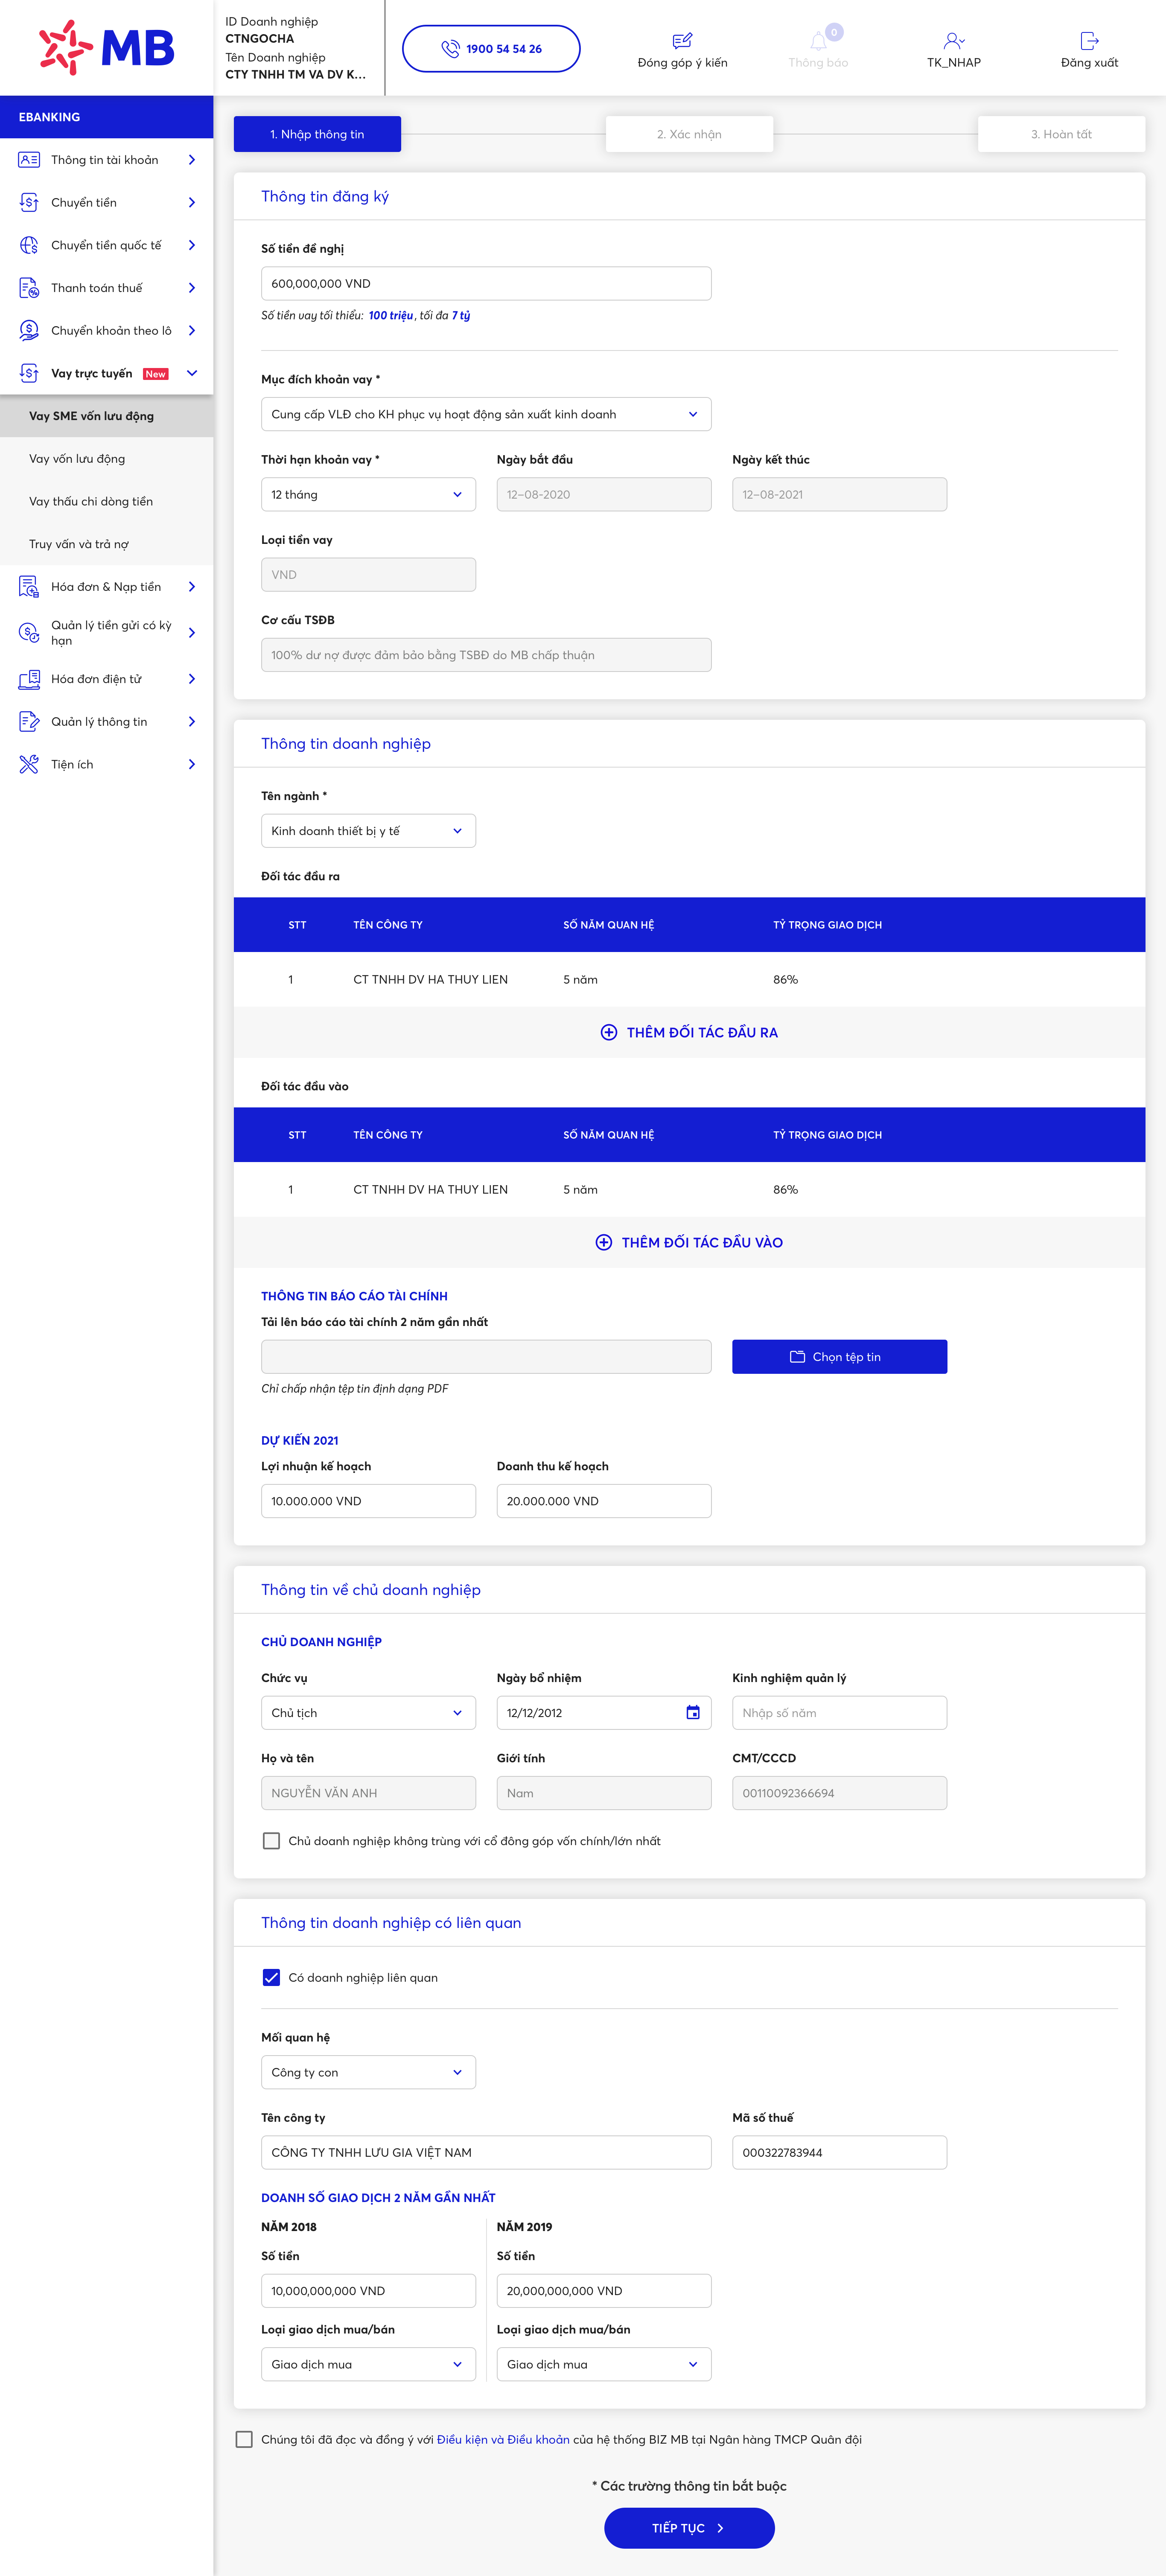 MB
ID Doanh nghiệp
CTNGOCHA
Tên Doanh nghiệp
CTY TNHH TM VA DV K...
1900 54 54 26
Đóng góp ý kiến
0
Thông báo
TK_NHAP
Đăng xuất
EBANKING
Thông tin tài khoản
Chuyển tiền
Chuyển tiền quốc tế
Thanh toán thuế
Chuyển khoản theo lô
Vay trực tuyến New
Vay SME vốn lưu động
Vay vốn lưu động
Vay thấu chi dòng tiền
Truy vấn và trả nợ
Hóa đơn & Nạp tiền
Quản lý tiền gửi có kỳ
hạn
Hóa đơn điện tử
Quản lý thông tin
Tiện ích
1. Nhập thông tin
2. Xác nhận
3. Hoàn tất
Thông tin đăng ký
Số tiền đề nghị
600,000,000 VND
Số tiền vay tối thiểu: 100 triệu, tối đa 7 tỷ
Mục đích khoản vay *
Cung cấp VLĐ cho KH phục vụ hoạt động sản xuất kinh doanh
Thời hạn khoản vay * Ngày bắt đầu Ngày kết thúc
12 tháng 12–08-2020 12–08-2021
Loại tiền vay
VND
Cơ cấu TSĐB
100% dư nợ được đảm bảo bằng TSBĐ do MB chấp thuận
Thông tin doanh nghiệp
Tên ngành *
Kinh doanh thiết bị y tế
Đối tác đầu ra
STT TÊN CÔNG TY SỐ NĂM QUAN HỆ TỶ TRỌNG GIAO DỊCH
1 CT TNHH DV HA THUY LIEN 5 năm 86%
THÊM ĐỐI TÁC ĐẦU RA
Đối tác đầu vào
STT TÊN CÔNG TY SỐ NĂM QUAN HỆ TỶ TRỌNG GIAO DỊCH
1 CT TNHH DV HA THUY LIEN 5 năm 86%
THÊM ĐỐI TÁC ĐẦU VÀO
THÔNG TIN BÁO CÁO TÀI CHÍNH
Tải lên báo cáo tài chính 2 năm gần nhất
Chọn tệp tin
Chỉ chấp nhận tệp tin định dạng PDF
DỰ KIẾN 2021
Lợi nhuận kế hoạch Doanh thu kế hoạch
10.000.000 VND 20.000.000 VND
Thông tin về chủ doanh nghiệp
CHỦ DOANH NGHIỆP
Chức vụ Ngày bổ nhiệm Kinh nghiệm quản lý
Chủ tịch 12/12/2012 Nhập số năm
Họ và tên Giới tính CMT/CCCD
NGUYỄN VĂN ANH Nam 00110092366694
Chủ doanh nghiệp không trùng với cổ đông góp vốn chính/lớn nhất
Thông tin doanh nghiệp có liên quan
Có doanh nghiệp liên quan
Mối quan hệ
Công ty con
Tên công ty Mã số thuế
CÔNG TY TNHH LƯU GIA VIỆT NAM 000322783944
DOANH SỐ GIAO DỊCH 2 NĂM GẦN NHẤT
NĂM 2018 NĂM 2019
Số tiền Số tiền
10,000,000,000 VND 20,000,000,000 VND
Loại giao dịch mua/bán Loại giao dịch mua/bán
Giao dịch mua Giao dịch mua
Chúng tôi đã đọc và đồng ý với Điều kiện và Điều khoản của hệ thống BIZ MB tại Ngân hàng TMCP Quân đội
* Các trường thông tin bắt buộc
TIẾP TỤC